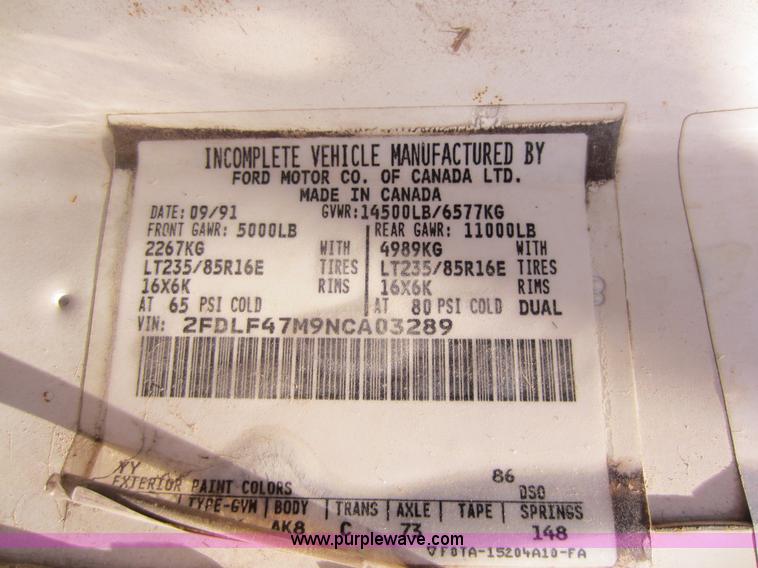 INCOMPLETE VEHICLE MANUFACTURED BY
FORD MOTOR CO. OF CANADA LTD.
MADE IN CANADA
DATE: 09/91 GVWR: 14500LB/6577KG
FRONT GAWR: 5000LB REAR GAWR: 11000LB
2267KG WITH 4989KG WITH
LT235/85R16E TIRES LT235/85R16E TIRES
16X6K RIMS 16X6K RIMS
AT 65 PSI COLD AT 80 PSI COLD DUAL
VIN: 2FDLF47M9NCA03289
YY 86
EXTERIOR PAINT COLORS DSO
TYPE-GVM BODY TRANS AXLE TAPE SPRINGS
AK8 C 73 148
www.purplewave.com
F0TA-15204A10-FA